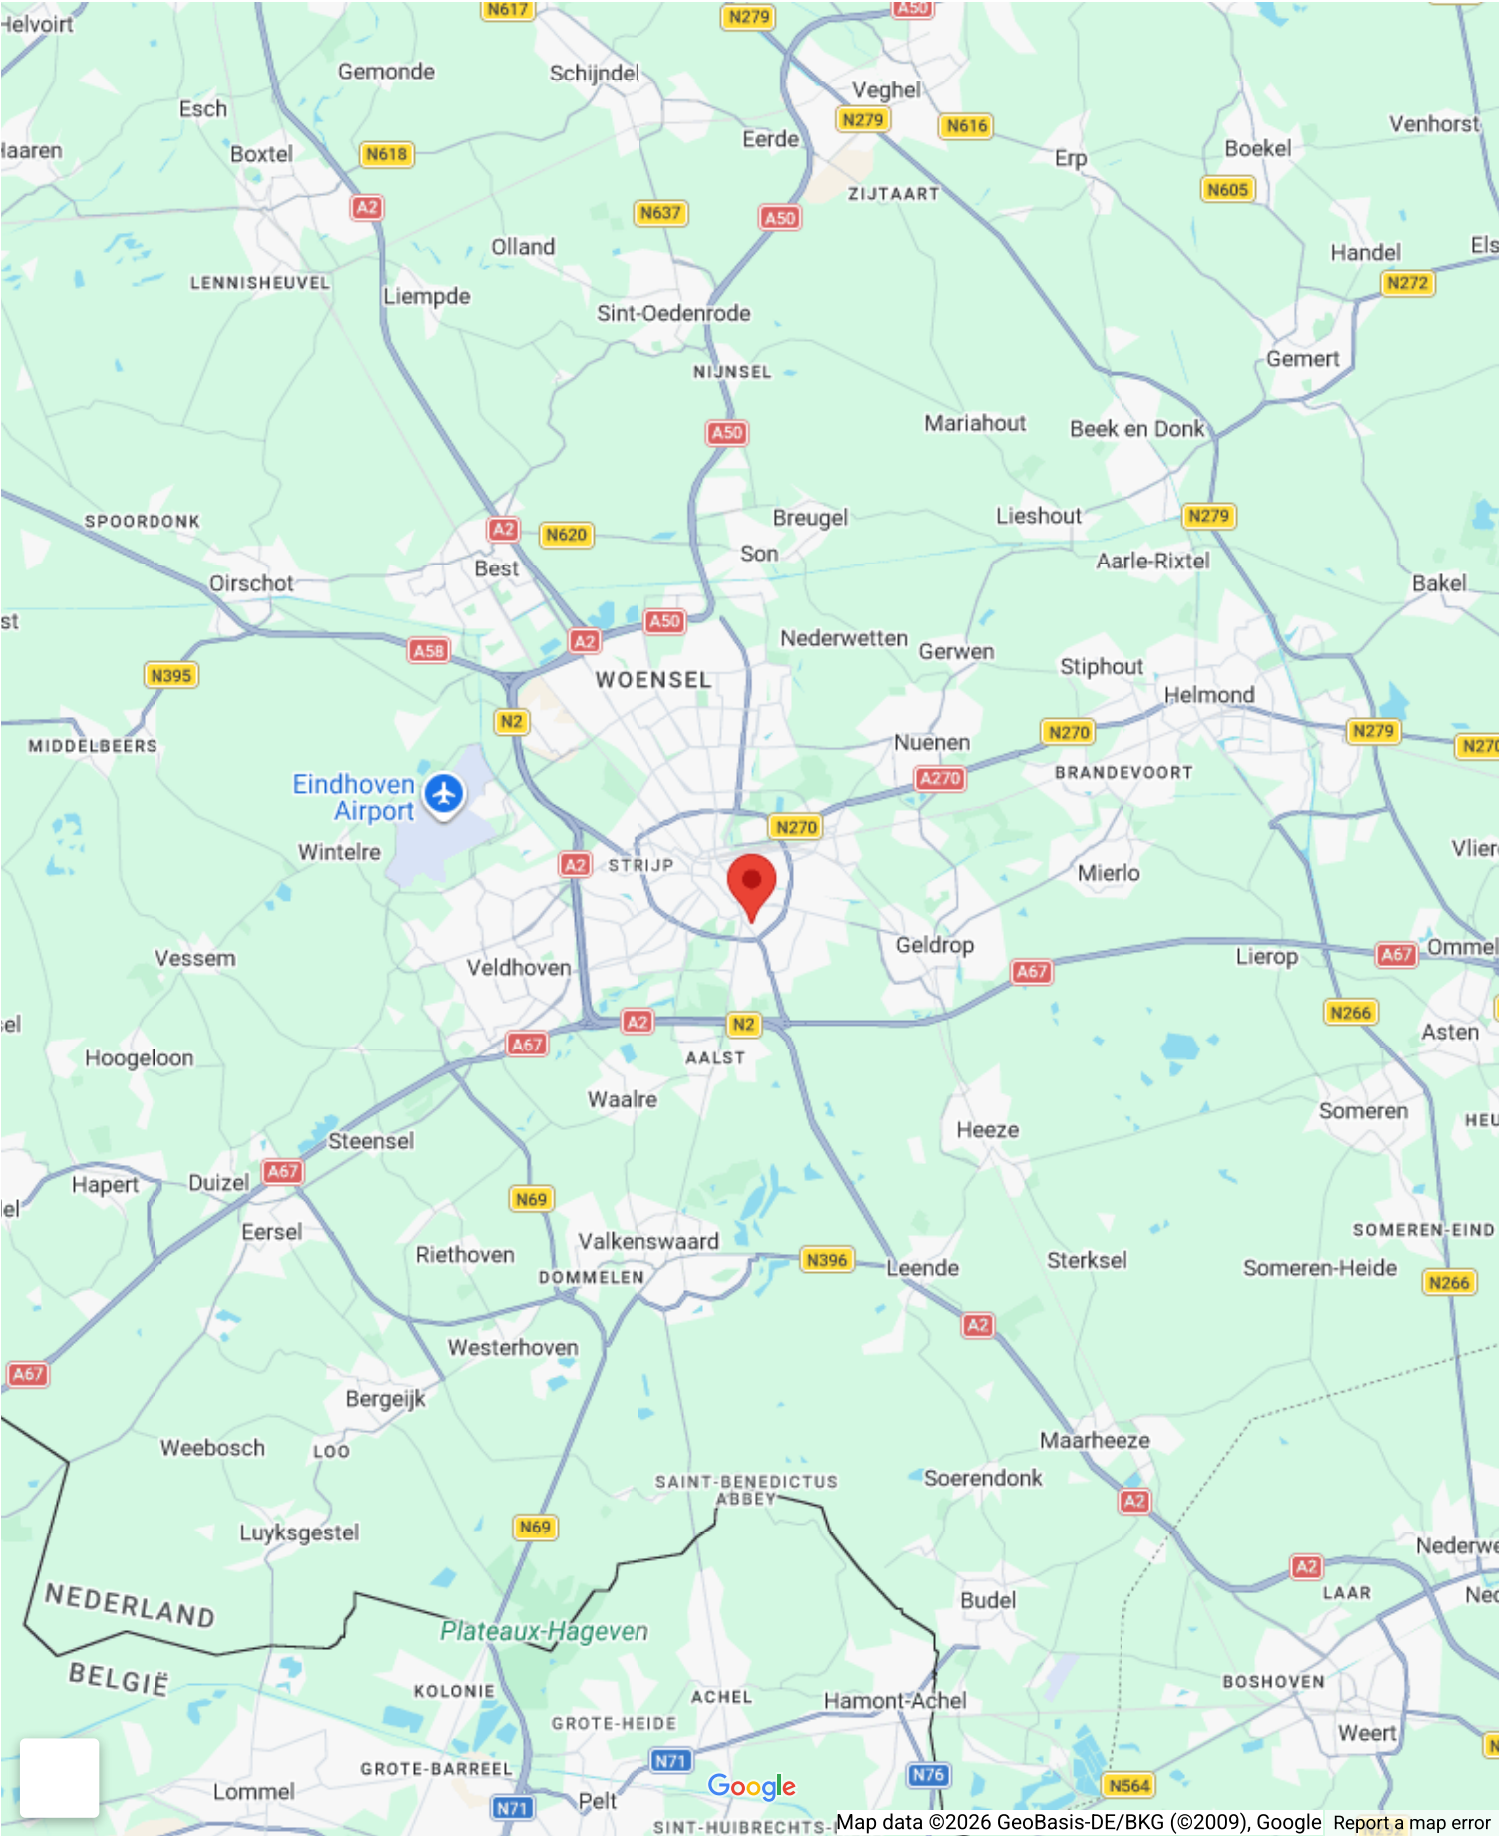 N617
A50
N279
Helvoirt
Gemonde
Schijndel
Veghel
Esch
N279
N616
Venhorst
Eerde
Boxtel
N618
Erp
Boekel
N605
ZIJTAART
A2
N637
A50
Olland
Handel
N272
LENNISHEUVEL
Liempde
Sint-Oedenrode
Gemert
NIJNSEL
Mariahout
Beek en Donk
A50
SPOORDONK
A2
N620
Breugel
Lieshout
N279
Son
Aarle-Rixtel
Best
Oirschot
Bakel
A50
A58
A2
Nederwetten
Gerwen
N395
WOENSEL
Stiphout
Helmond
N2
MIDDELBEERS
Nuenen
N270
N279
N270
BRANDEVOORT
A270
Eindhoven
Airport
N270
Wintelre
A2
STRIJP
Mierlo
Vessem
Veldhoven
Geldrop
Lierop
A67
Ommel
A67
N266
A2
N2
Asten
A67
AALST
Hoogeloon
Waalre
Someren
Heeze
Steensel
A67
Duizel
Hapert
N69
Eersel
Valkenswaard
SOMEREN-EIND
Riethoven
N396
Leende
Sterksel
Someren-Heide
DOMMELEN
N266
A2
Westerhoven
A67
Bergeijk
Weebosch
LOO
Maarheeze
SAINT-BENEDICTUS
ABBEY
Soerendonk
A2
N69
Luyksgestel
A2
NEDERLAND
Budel
LAAR
Plateaux-Hageven
BELGIË
KOLONIE
ACHEL
Hamont-Achel
BOSHOVEN
GROTE-HEIDE
Weert
GROTE-BARREEL
N71
N76
Google
N564
Lommel
N71
Pelt
Map data ©2026 GeoBasis-DE/BKG (©2009), Google
Report a map error